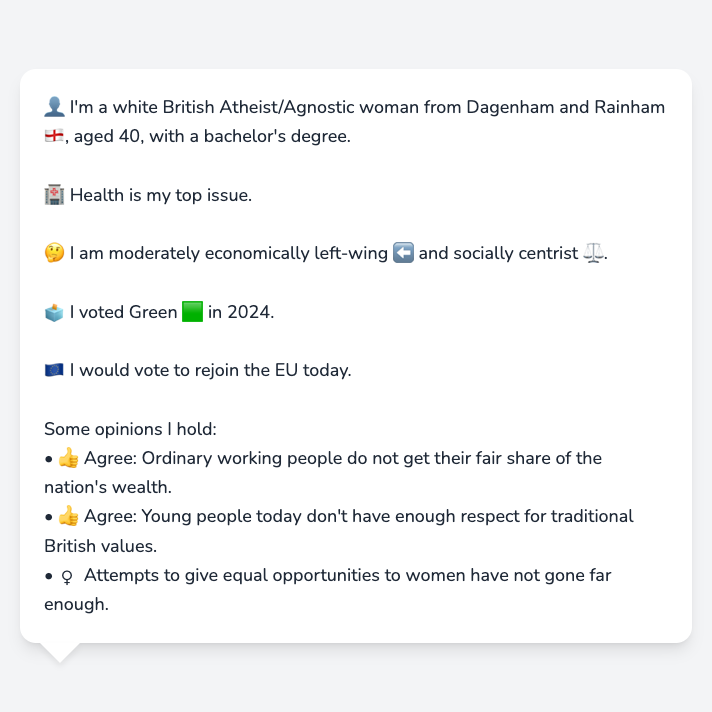 👤 I'm a white British Atheist/Agnostic woman from Dagenham and Rainham
🏴󠁧󠁢󠁥󠁮󠁧󠁿, aged 40, with a bachelor's degree.
🏥 Health is my top issue.
🤔 I am moderately economically left-wing ⬅️ and socially centrist ⚖️.
🗳️ I voted Green 🟩 in 2024.
🇪🇺 I would vote to rejoin the EU today.
Some opinions I hold:
• 👍 Agree: Ordinary working people do not get their fair share of the
nation's wealth.
• 👍 Agree: Young people today don't have enough respect for traditional
British values.
• ♀ Attempts to give equal opportunities to women have not gone far
enough.